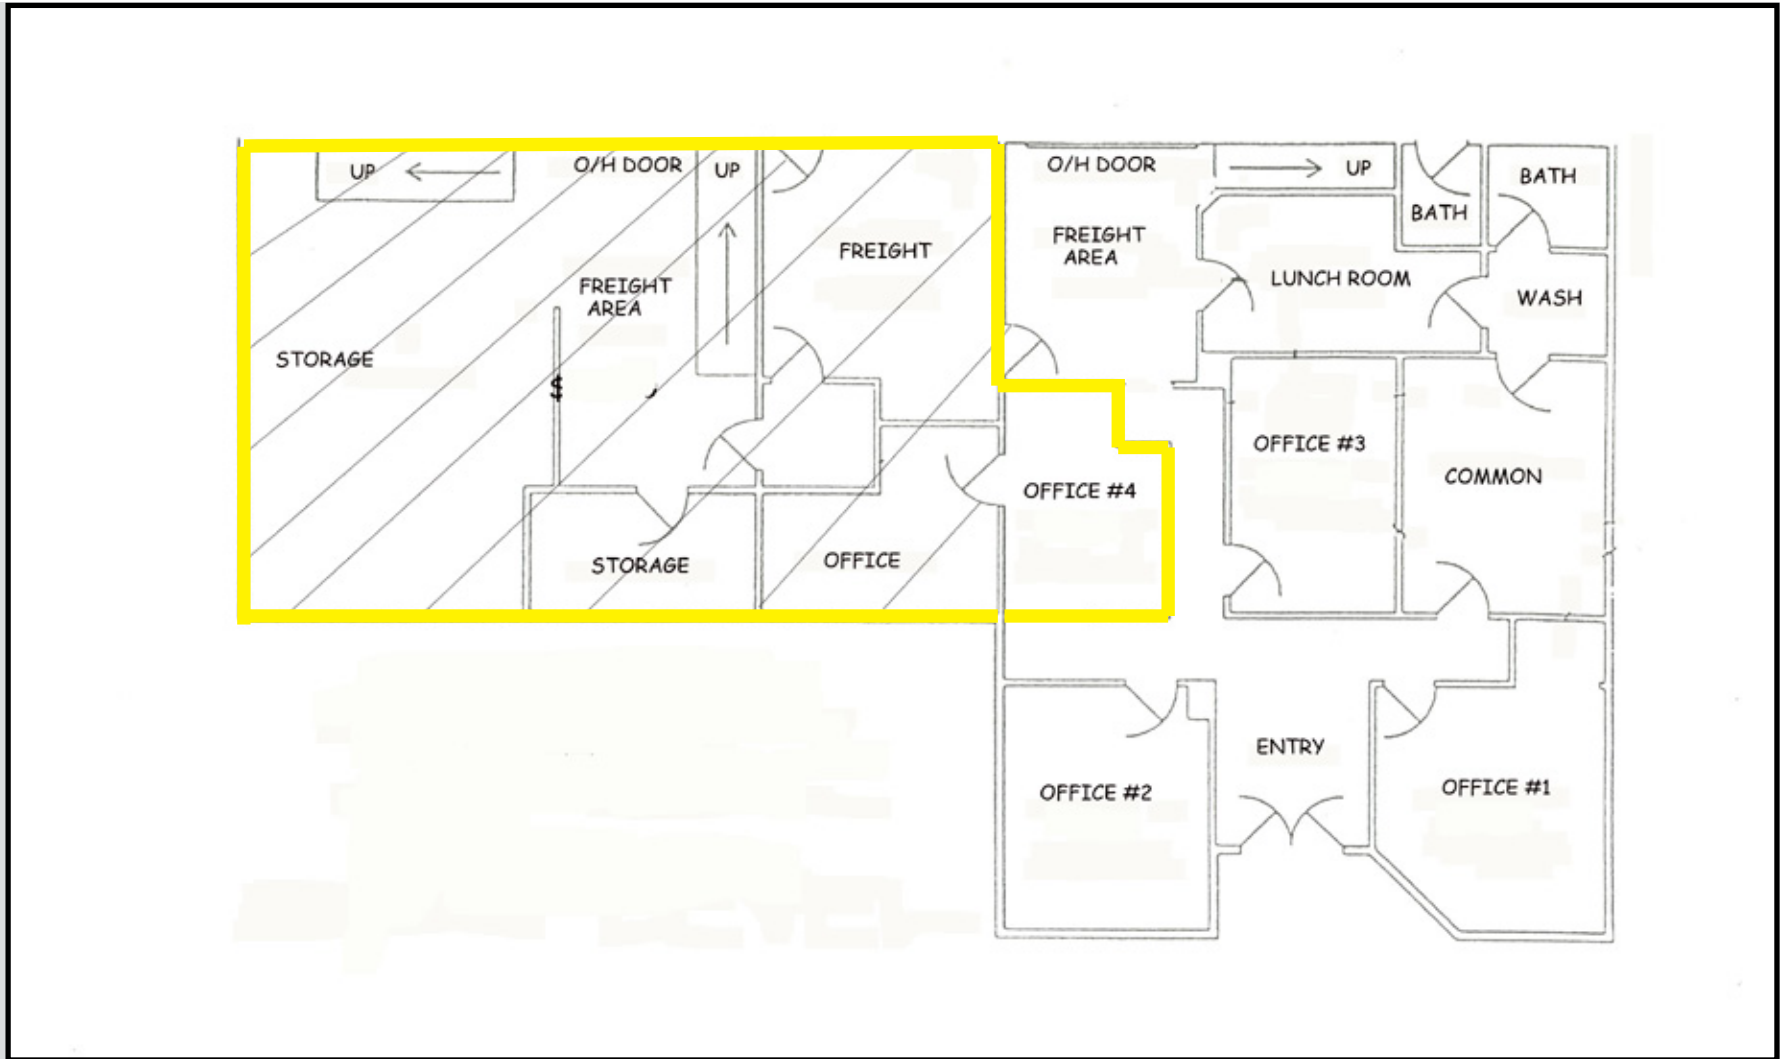 UP
O/H DOOR
UP
O/H DOOR
UP
BATH
BATH
FREIGHT
FREIGHT
AREA
LUNCH ROOM
WASH
FREIGHT
AREA
STORAGE
$
OFFICE #3
COMMON
OFFICE #4
STORAGE
OFFICE
ENTRY
OFFICE #2
OFFICE #1